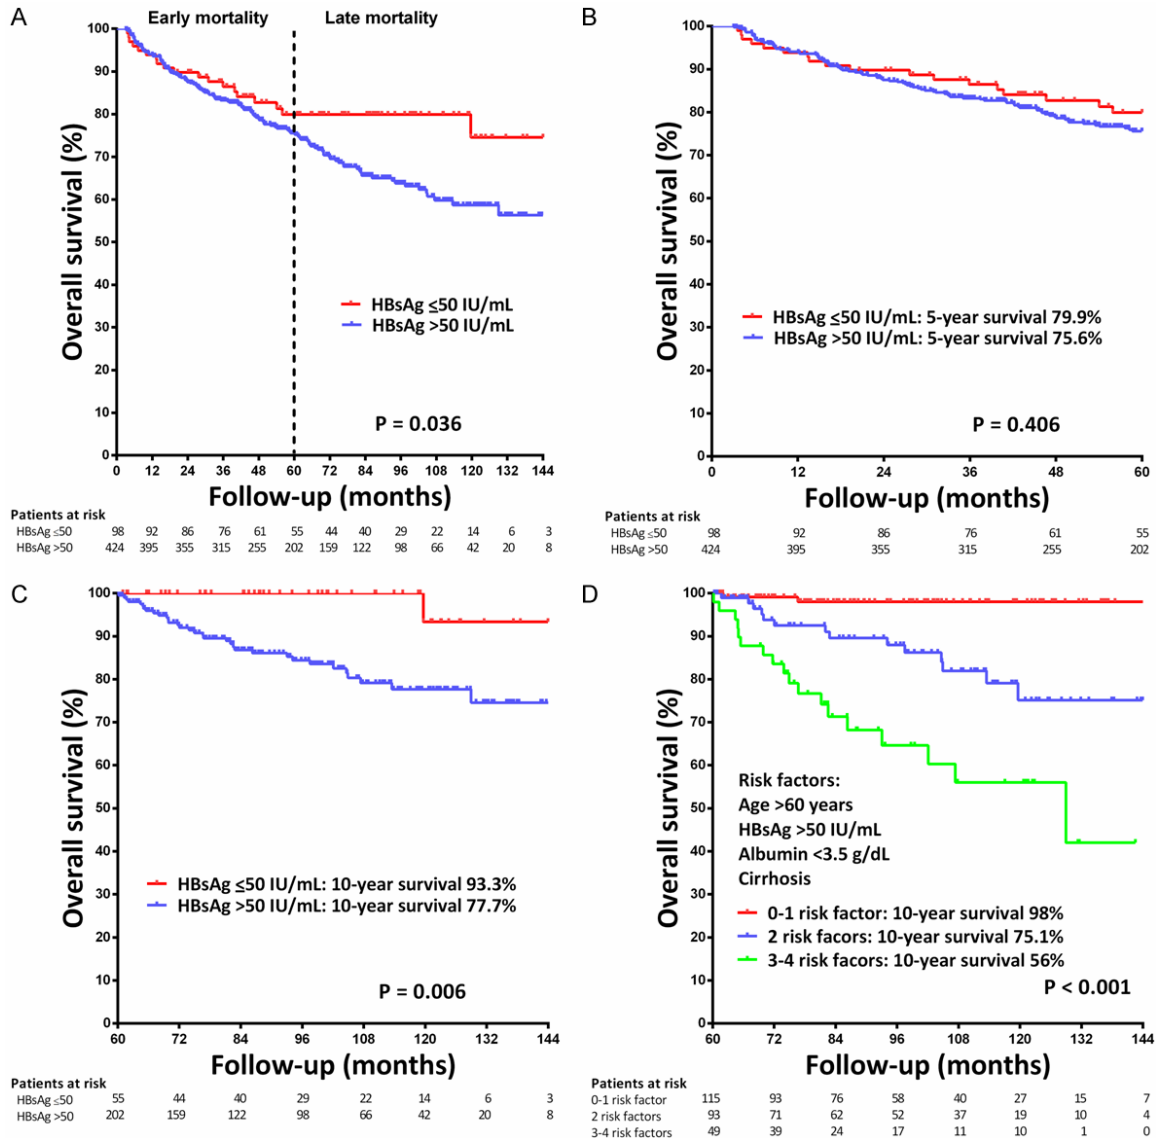 A
Early mortality
Late mortality
Overall survival (%)
100
90
80
70
60
50
40
30
20
10
0
HBsAg ≤50 IU/mL
HBsAg >50 IU/mL
P = 0.036
0 12 24 36 48 60 72 84 96 108 120 132 144
Follow-up (months)
Patients at risk
HBsAg ≤50 98 92 86 76 61 55 44 40 29 22 14 6 3
HBsAg >50 424 395 355 315 255 202 159 122 98 66 42 20 8
B
Overall survival (%)
100
90
80
70
60
50
40
30
20
10
0
HBsAg ≤50 IU/mL: 5-year survival 79.9%
HBsAg >50 IU/mL: 5-year survival 75.6%
P = 0.406
0 12 24 36 48 60
Follow-up (months)
Patients at risk
HBsAg ≤50 98 92 86 76 61 55
HBsAg >50 424 395 355 315 255 202
C
Overall survival (%)
100
90
80
70
60
50
40
30
20
10
0
HBsAg ≤50 IU/mL: 10-year survival 93.3%
HBsAg >50 IU/mL: 10-year survival 77.7%
P = 0.006
60 72 84 96 108 120 132 144
Follow-up (months)
Patients at risk
HBsAg ≤50 55 44 40 29 22 14 6 3
HBsAg >50 202 159 122 98 66 42 20 8
D
Overall survival (%)
100
90
80
70
60
50
40
30
20
10
0
Risk factors:
Age >60 years
HBsAg >50 IU/mL
Albumin <3.5 g/dL
Cirrhosis
0-1 risk factor: 10-year survival 98%
2 risk facors: 10-year survival 75.1%
3-4 risk facors: 10-year survival 56%
P < 0.001
60 72 84 96 108 120 132 144
Follow-up (months)
Patients at risk
0-1 risk factor 115 93 76 58 40 27 15 7
2 risk factors 93 71 62 52 37 19 10 4
3-4 risk factors 49 39 24 17 11 10 1 0